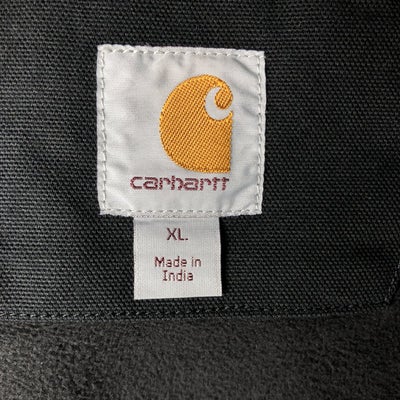 carhartt
XL.
Made in
India